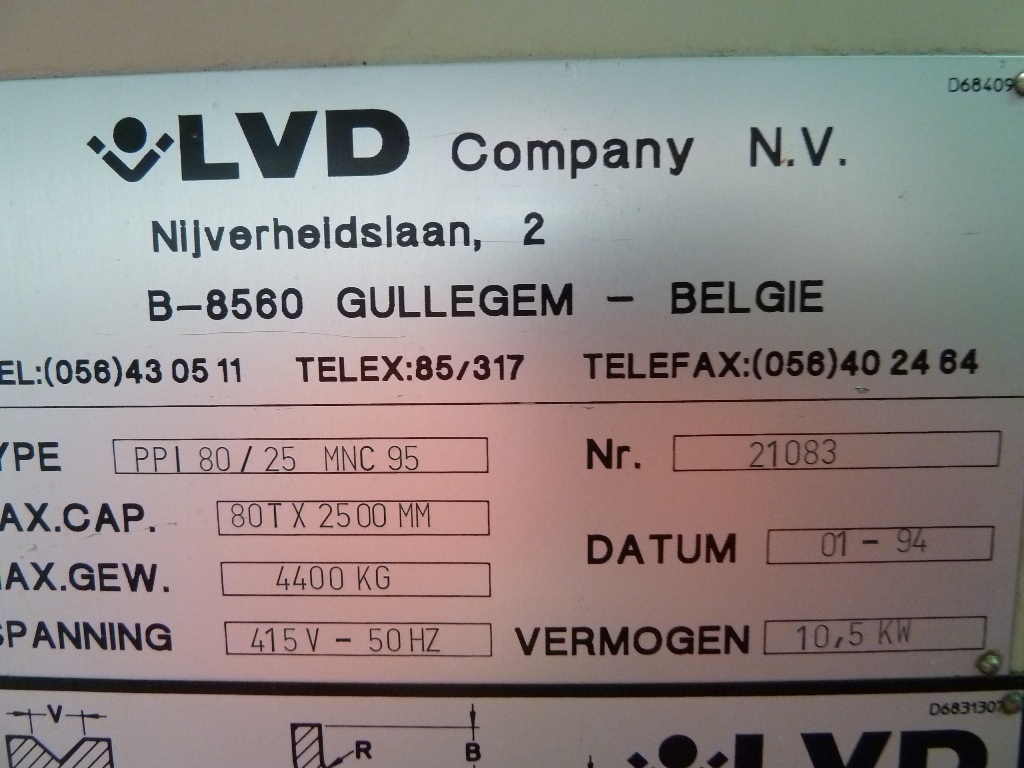 D68409
LVD Company N.V.
Nijverheidslaan, 2
B-8560 GULLEGEM - BELGIE
EL:(056)43 05 11 TELEX:85/317 TELEFAX:(056)40 24 64
YPE PPI 80/25 MNC 95 Nr. 21083
AX.CAP. 80T X 2500 MM
DATUM 01 - 94
AX.GEW. 4400 KG
SPANNING 415V - 50HZ VERMOGEN 10,5 KW
D6831307
V R B
LVD